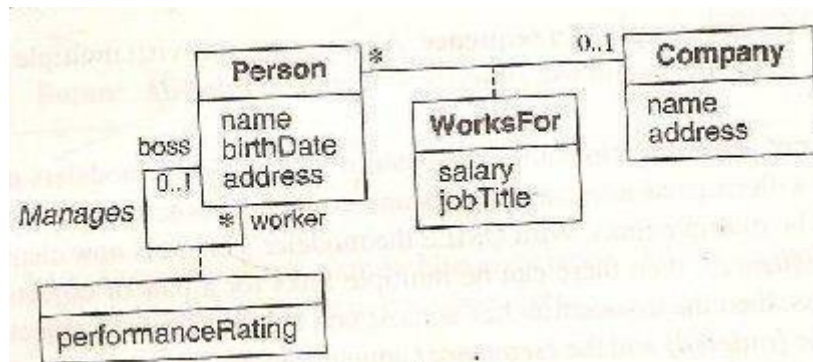 Person
*
0..1
Company
name
birthDate
address
WorksFor
name
address
boss
0..1
salary
jobTitle
Manages
*
worker
performanceRating